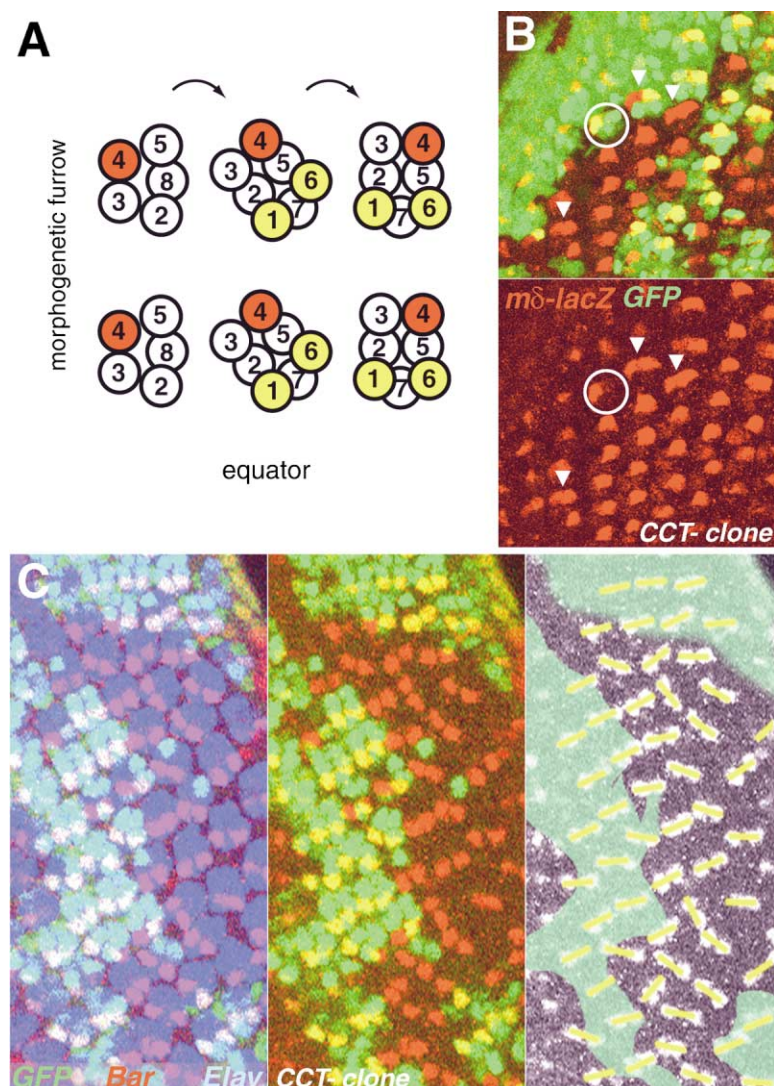 A
morphogenetic furrow
4 5 3 8 2
4 3 5 2 6 1 7
3 4 2 5 1 7 6
4 5 3 8 2
4 3 5 2 6 1 7
3 4 2 5 1 7 6
equator
B
mδ-lacZ GFP
CCT- clone
C
GFP Bar Elav CCT- clone